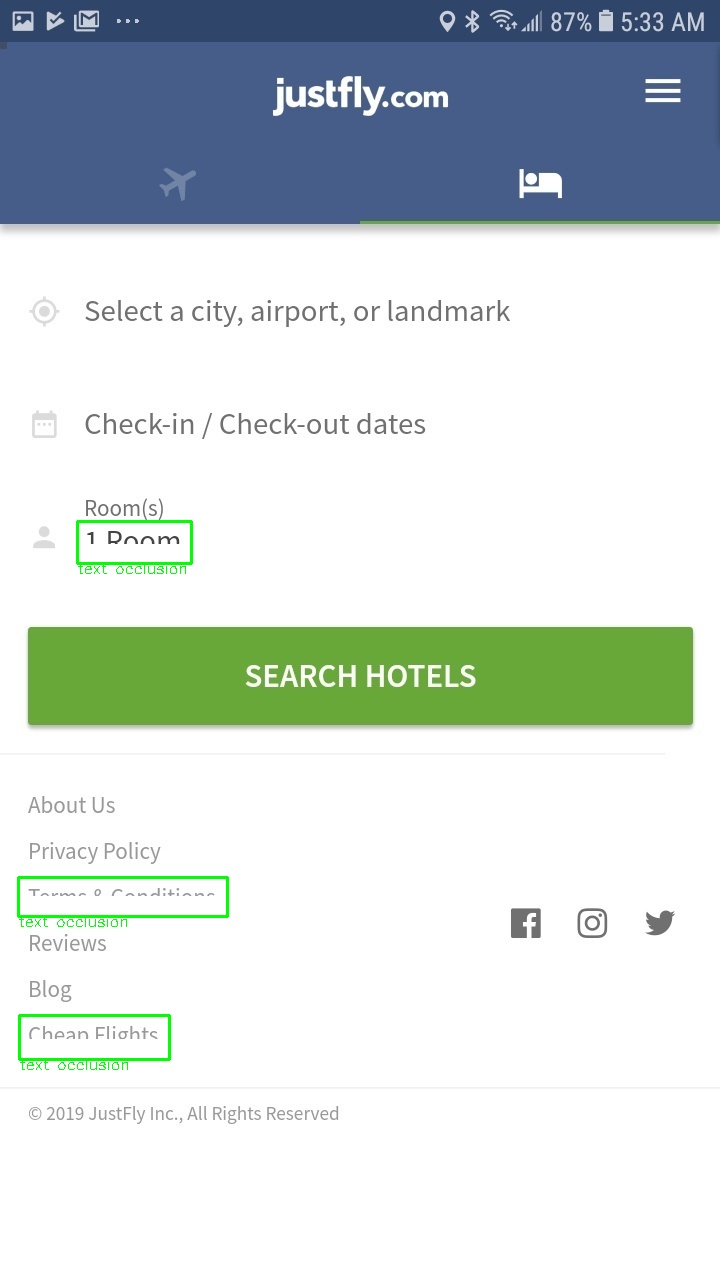 87% 5:33 AM
justfly.com
Select a city, airport, or landmark
Check-in / Check-out dates
Room(s)
1 Room
text occlusion
SEARCH HOTELS
About Us
Privacy Policy
Terms & Conditions
text occlusion
Reviews
Blog
Cheap Flights
text occlusion
© 2019 JustFly Inc., All Rights Reserved